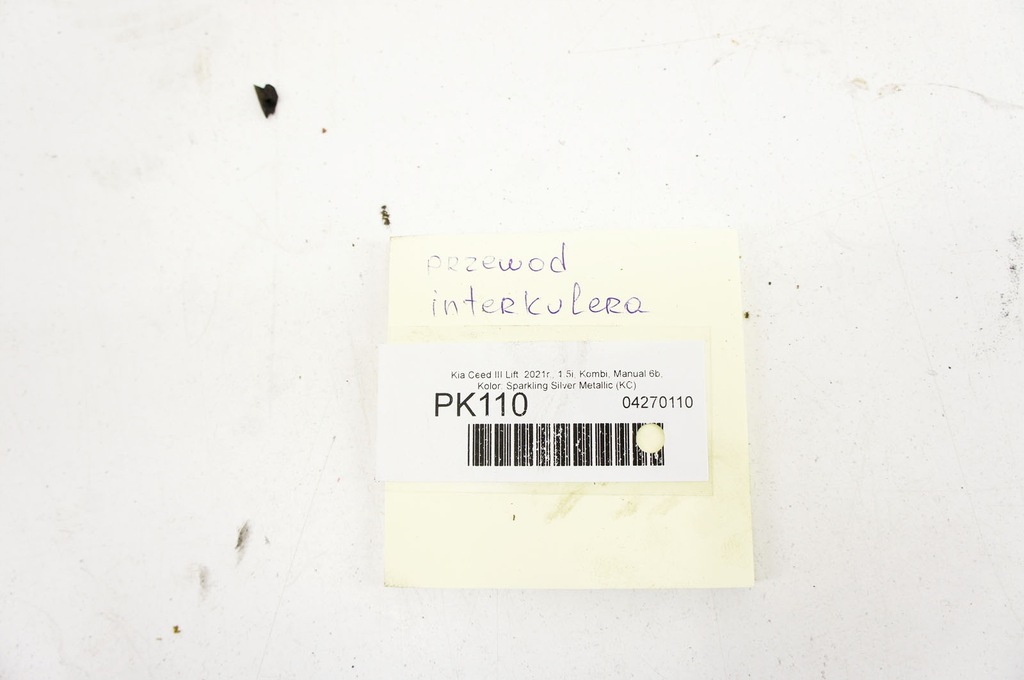 przewod
interkulera
Kia Ceed III Lift. 2021r., 1.5i, Kombi, Manual 6b,
Kolor: Sparkling Silver Metallic (KC)
PK110 04270110